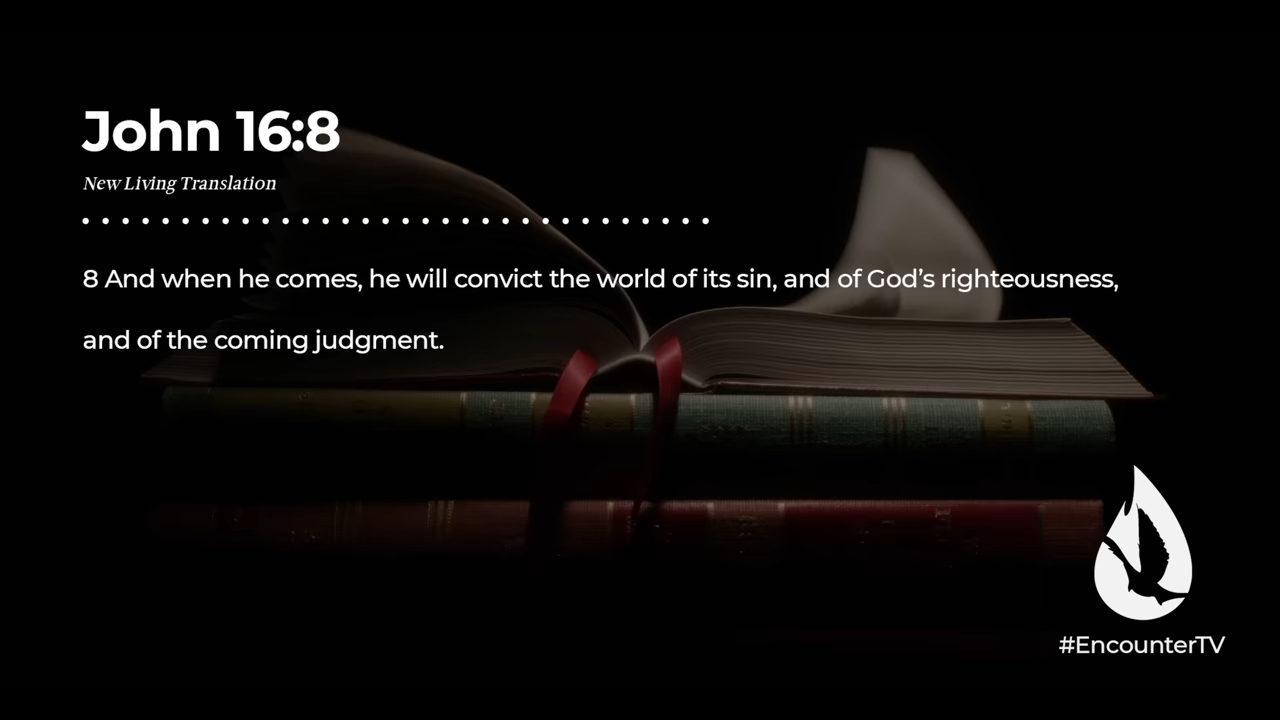 John 16:8
New Living Translation
8 And when he comes, he will convict the world of its sin, and of God’s righteousness,
and of the coming judgment.
#EncounterTV